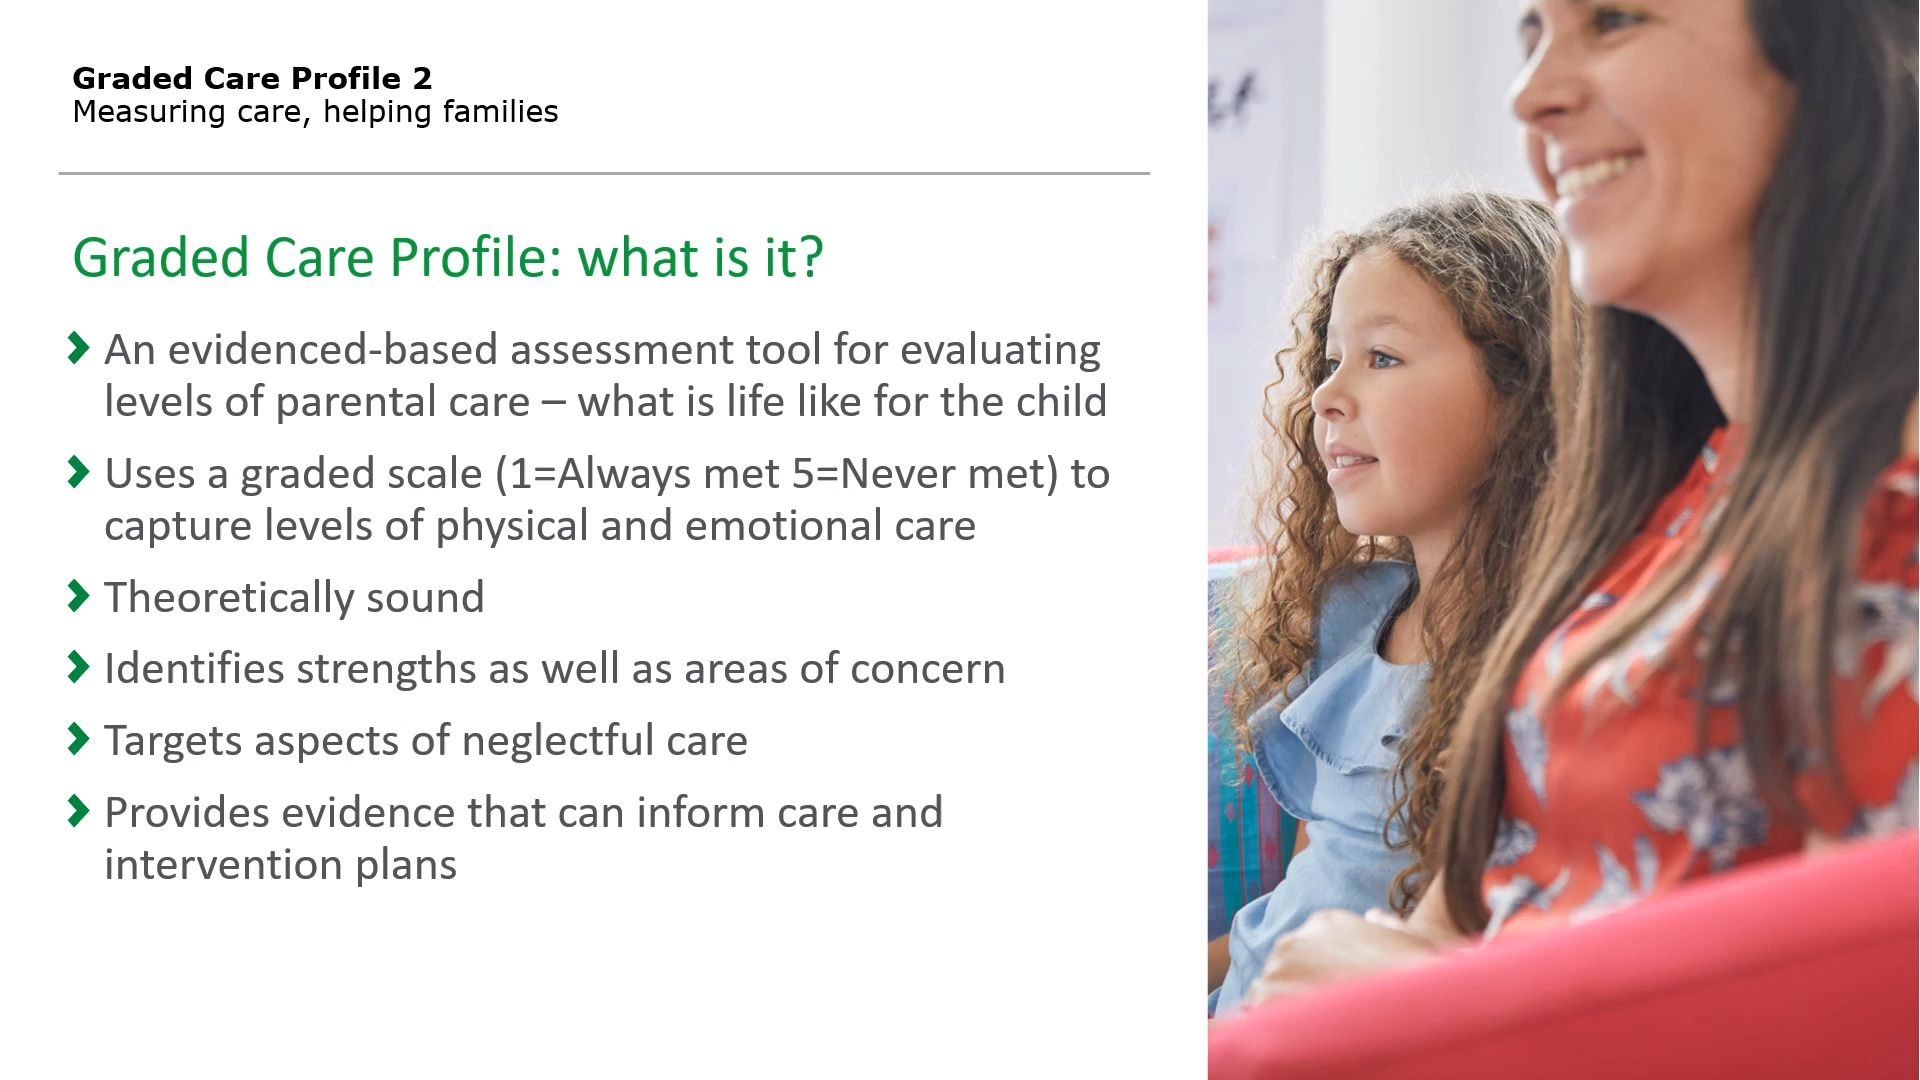 Graded Care Profile 2
Measuring care, helping families
Graded Care Profile: what is it?
An evidenced-based assessment tool for evaluating
levels of parental care – what is life like for the child
Uses a graded scale (1=Always met 5=Never met) to
capture levels of physical and emotional care
Theoretically sound
Identifies strengths as well as areas of concern
Targets aspects of neglectful care
Provides evidence that can inform care and
intervention plans